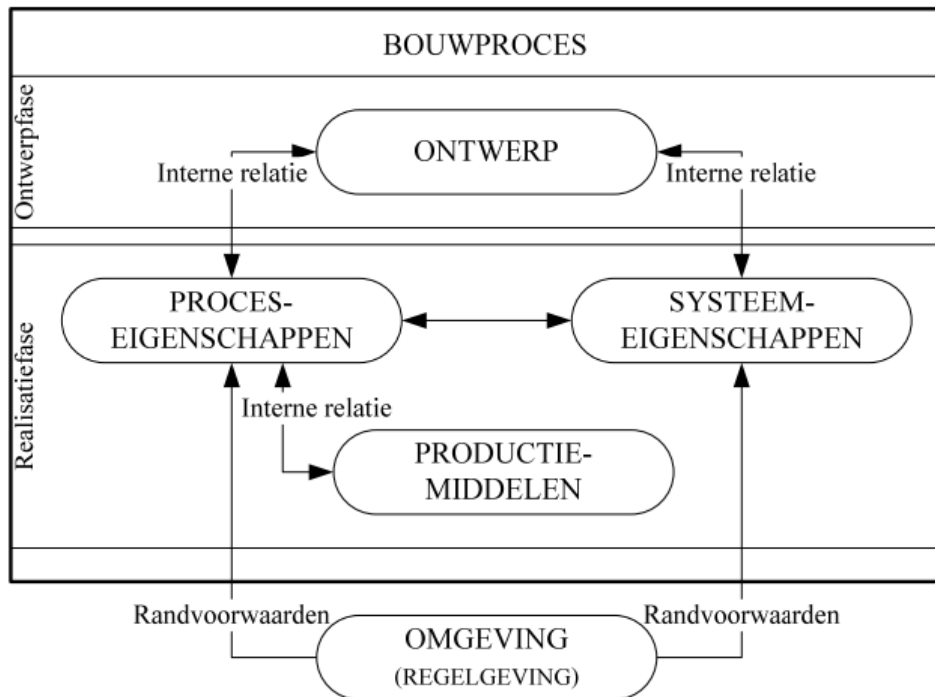 BOUWPROCES
Ontwerpfase
ONTWERP
Interne relatie
Interne relatie
Realisatiefase
PROCES-
EIGENSCHAPPEN
SYSTEEM-
EIGENSCHAPPEN
Interne relatie
PRODUCTIE-
MIDDELEN
Randvoorwaarden
Randvoorwaarden
OMGEVING
(REGELGEVING)